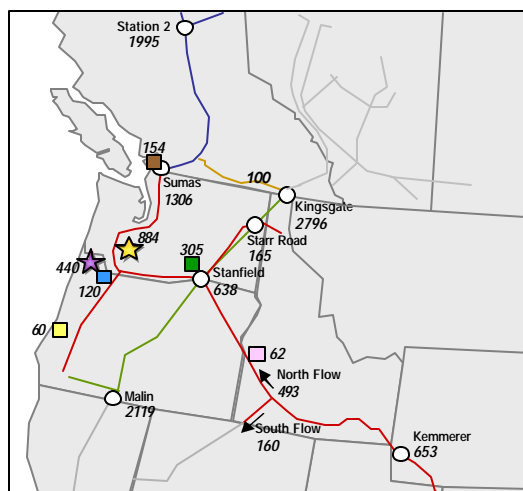 Station 2
1995
154
Sumas
1306
100
Kingsgate
2796
884
Starr Road
165
305
440
Stanfield
638
120
60
62
North Flow
493
Malin
2119
South Flow
160
Kemmerer
653